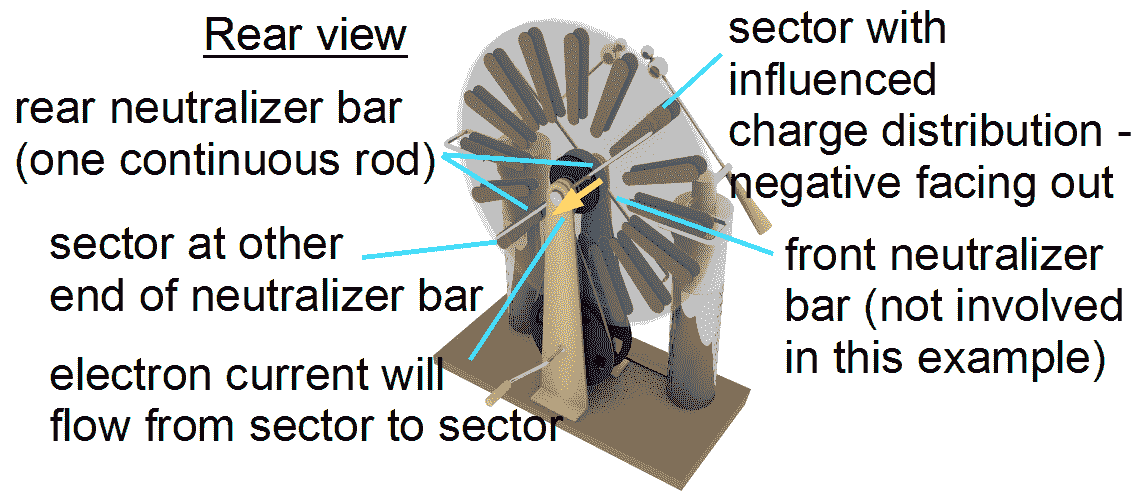 Rear view
rear neutralizer bar
(one continuous rod)
sector at other
end of neutralizer bar
electron current will
flow from sector to sector
sector with
influenced
charge distribution -
negative facing out
front neutralizer
bar (not involved
in this example)